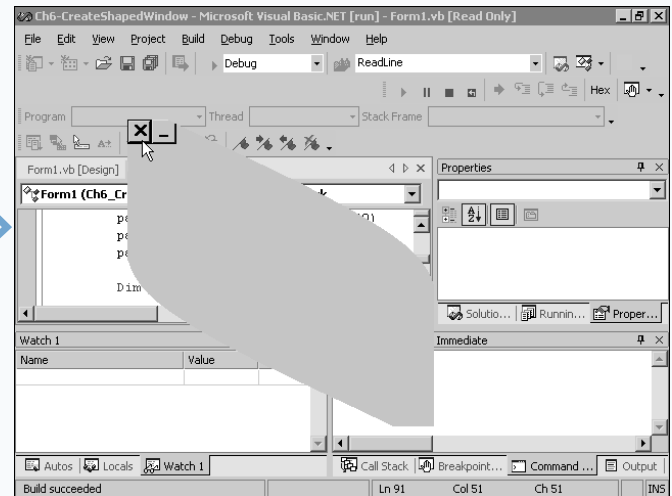 Ch6-CreateShapedWindow - Microsoft Visual Basic.NET [run] - Form1.vb [Read Only]
File Edit View Project Build Debug Tools Window Help
Debug ReadLine
Hex
Program Thread Stack Frame
Form1.vb [Design] Properties
Form1 (Ch6_Cr
pa
pa
pa
Dim
Solutio... Runnin... Proper...
Watch 1 Immediate
Name Value
Autos Locals Watch 1 Call Stack Breakpoint... Command ... Output
Build succeeded Ln 91 Col 51 Ch 51 INS